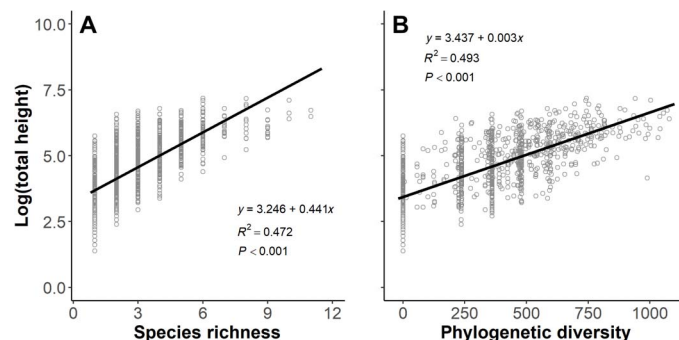 A
B
10.0
7.5
5.0
2.5
0.0
Log(total height)
y = 3.246 + 0.441x
R² = 0.472
P < 0.001
y = 3.437 + 0.003x
R² = 0.493
P < 0.001
0 3 6 9 12
Species richness
0 250 500 750 1000
Phylogenetic diversity